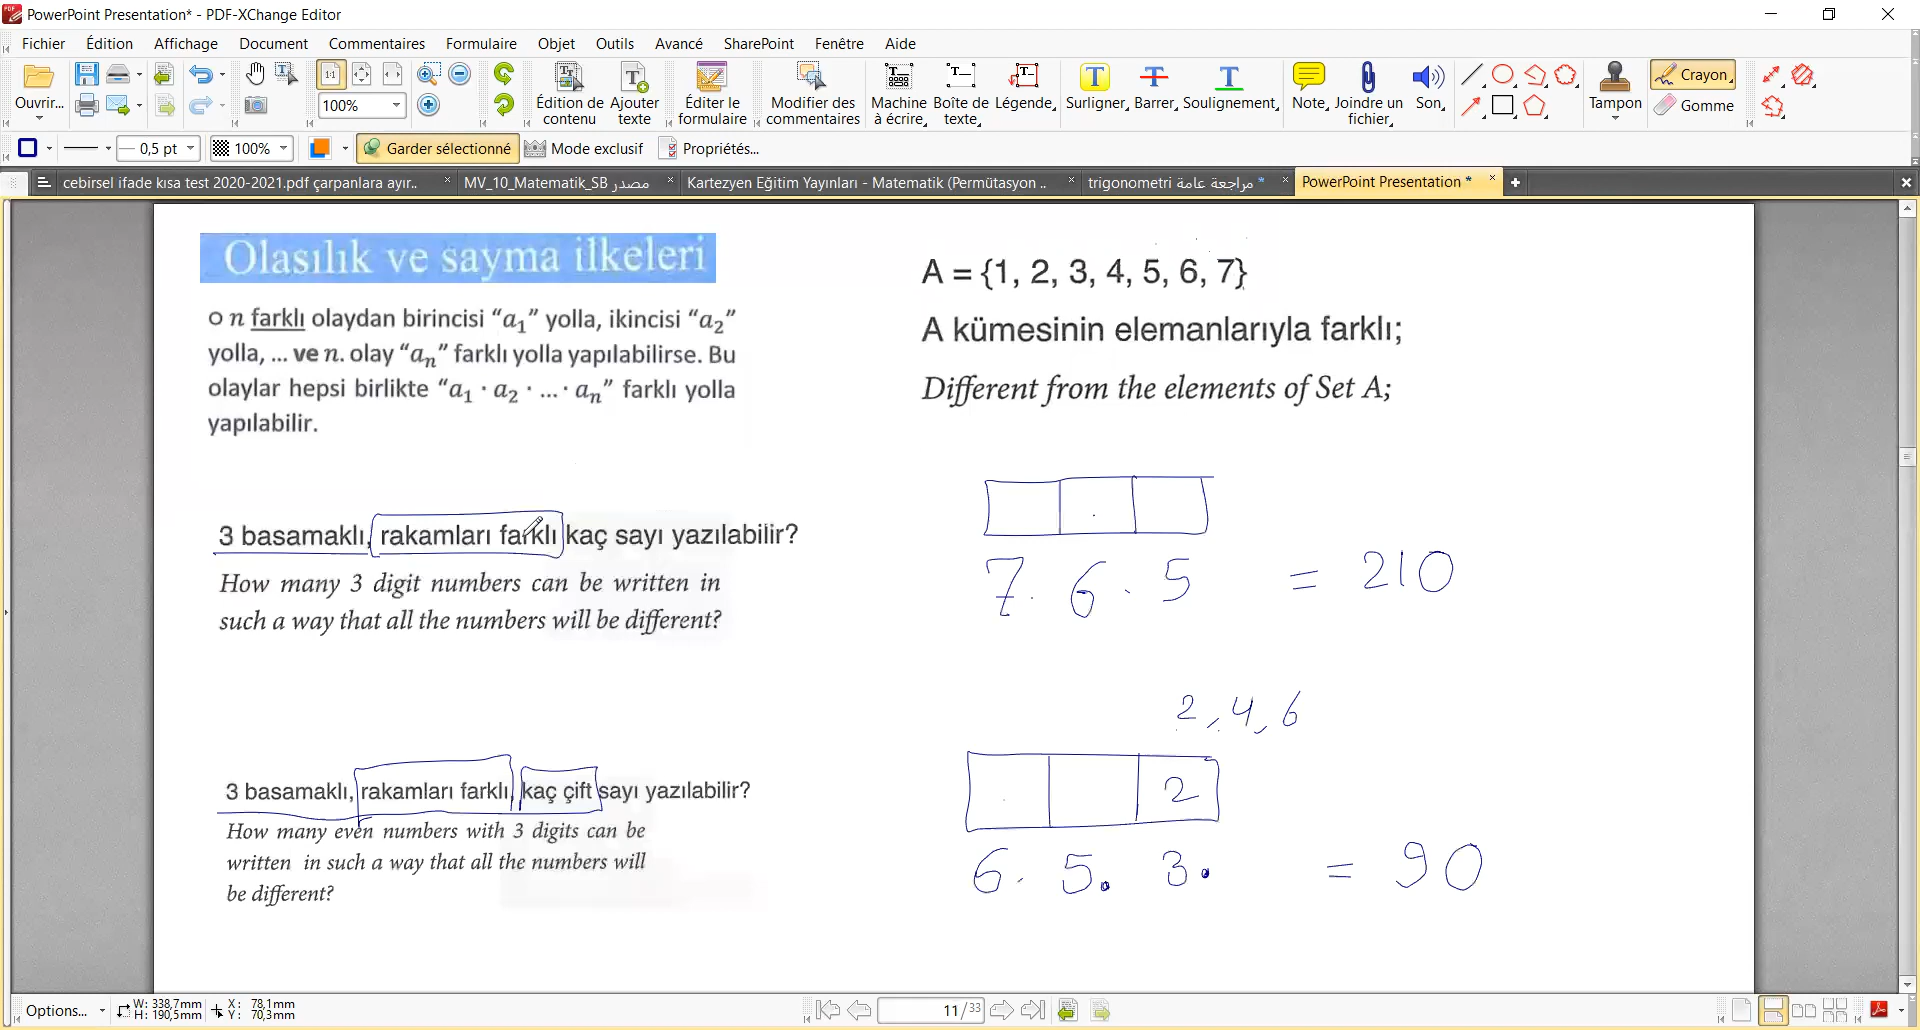 PowerPoint Presentation* - PDF-XChange Editor
Fichier Édition Affichage Document Commentaires Formulaire Objet Outils Avancé SharePoint Fenêtre Aide
Ouvrir...
100%
Édition de contenu
Ajouter texte
Éditer le formulaire
Modifier des commentaires
Machine à écrire
Boîte de texte
Légende
Surligner
Barrer
Soulignement
Note
Joindre un fichier
Son
Tampon
Crayon
Gomme
0,5 pt 100% Garder sélectionné Mode exclusif Propriétés...
cebirsel ifade kısa test 2020-2021.pdf çarpanlara ayır..
MV_10_Matematik_SB مصدر
Kartezyen Eğitim Yayınları - Matematik (Permütasyon ..
trigonometri مراجعة عامة *
PowerPoint Presentation *
Olasılık ve sayma ilkeleri
○ n farklı olaydan birincisi “a₁” yolla, ikincisi “a₂”
yolla, ... ve n. olay “aₙ” farklı yolla yapılabilirse. Bu
olaylar hepsi birlikte “a₁ · a₂ · ... · aₙ” farklı yolla
yapılabilir.
A = {1, 2, 3, 4, 5, 6, 7}
A kümesinin elemanlarıyla farklı;
Different from the elements of Set A;
3 basamaklı, rakamları farklı kaç sayı yazılabilir?
How many 3 digit numbers can be written in
such a way that all the numbers will be different?
7. 6. 5 = 210
3 basamaklı, rakamları farklı, kaç çift sayı yazılabilir?
How many even numbers with 3 digits can be
written in such a way that all the numbers will
be different?
2, 4, 6
2
6. 5. 3. = 90
Options...
W: 338,7mm
H: 190,5mm
X: 78,1mm
Y: 70,3mm
11/33